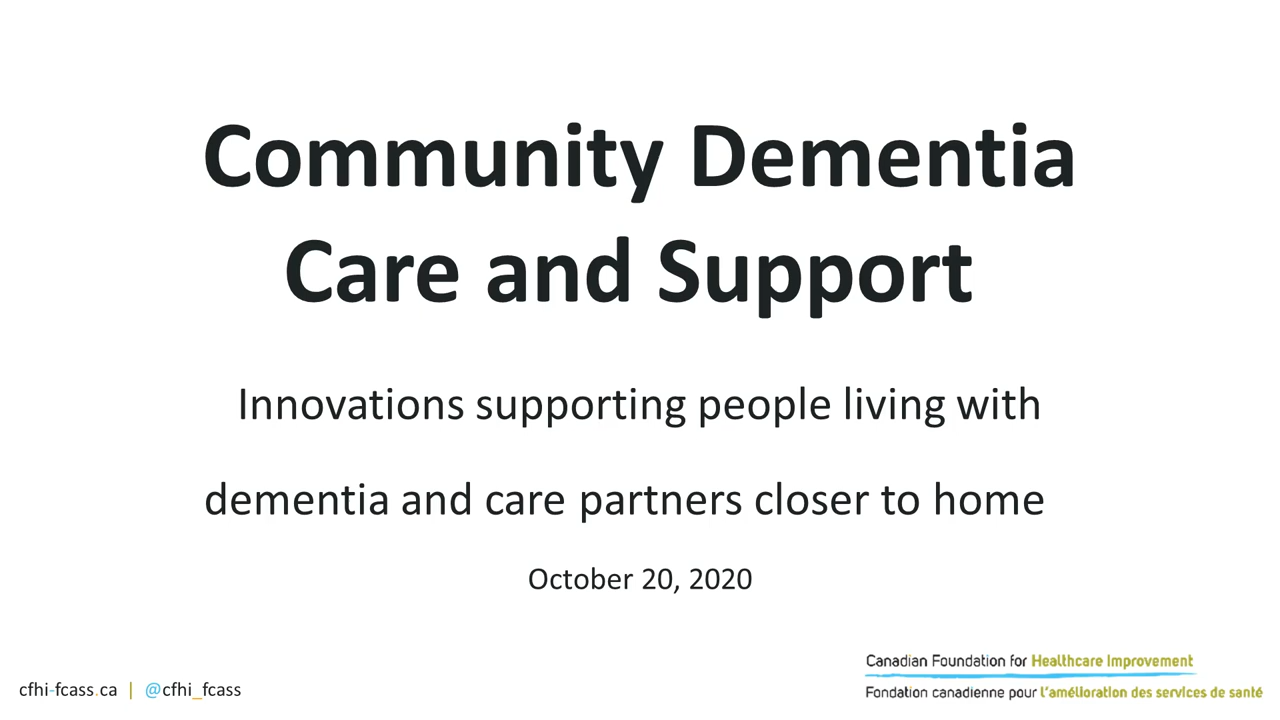 Community Dementia
Care and Support
Innovations supporting people living with
dementia and care partners closer to home
October 20, 2020
Canadian Foundation for Healthcare Improvement
cfhi-fcass.ca | @cfhi_fcass
Fondation canadienne pour l'amélioration des services de santé